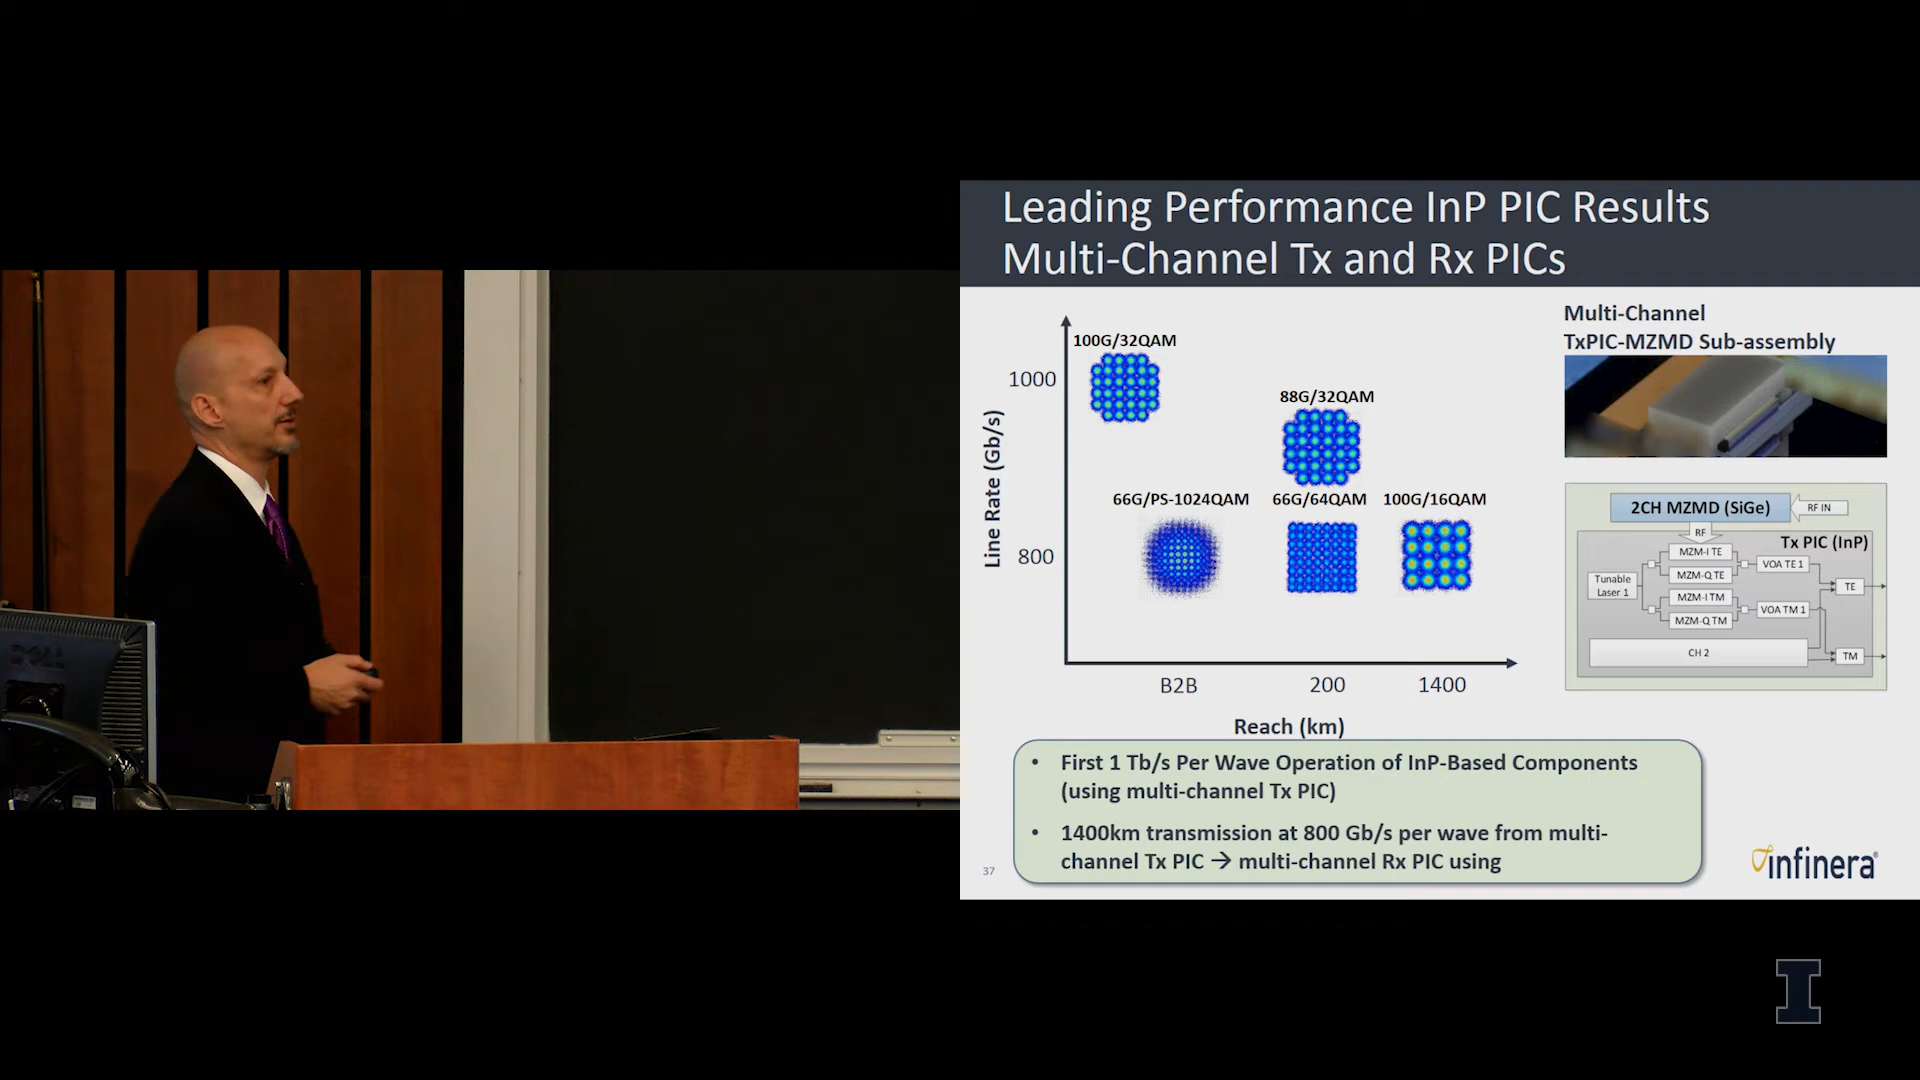 Leading Performance InP PIC Results
Multi-Channel Tx and Rx PICs
Multi-Channel
TxPIC-MZMD Sub-assembly
100G/32QAM
1000
88G/32QAM
66G/PS-1024QAM
66G/64QAM
100G/16QAM
800
Line Rate (Gb/s)
B2B
200
1400
Reach (km)
2CH MZMD (SiGe)
RF IN
RF
Tx PIC (InP)
MZM-I TE
MZM-Q TE
VOA TE 1
Tunable
Laser 1
TE
MZM-I TM
MZM-Q TM
VOA TM 1
CH 2
TM
• First 1 Tb/s Per Wave Operation of InP-Based Components
(using multi-channel Tx PIC)
• 1400km transmission at 800 Gb/s per wave from multi-
channel Tx PIC → multi-channel Rx PIC using
37
infinera
DELL
I